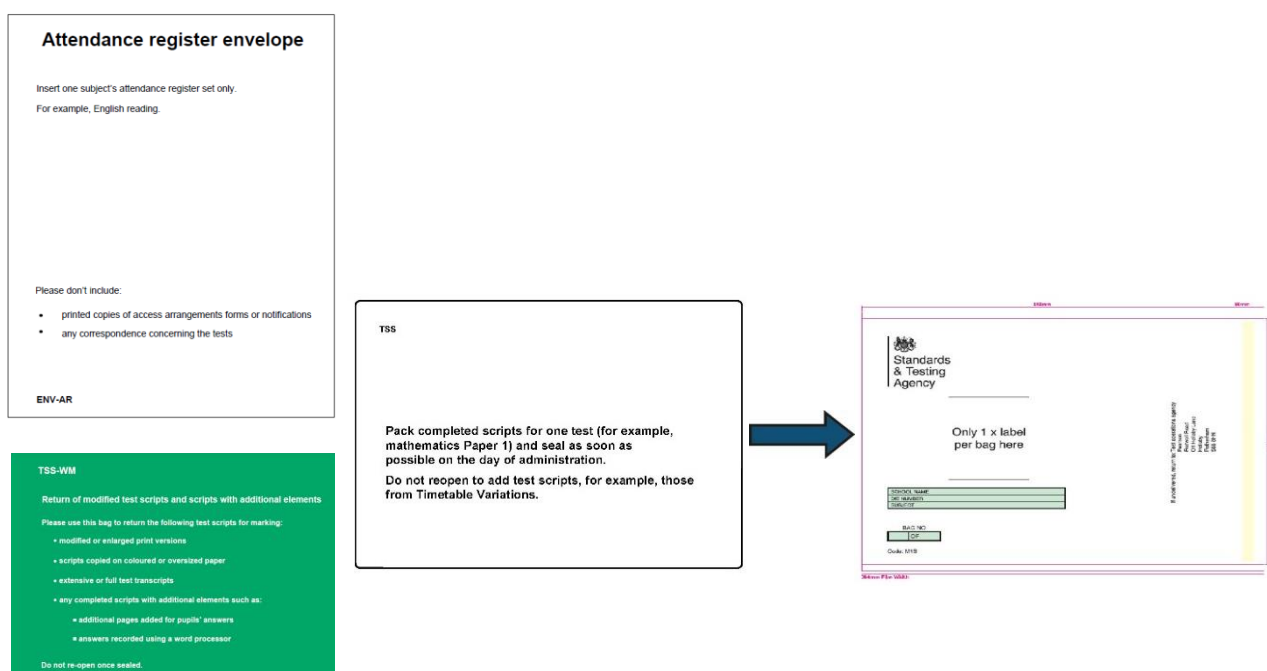 Attendance register envelope
Insert one subject's attendance register set only.
For example, English reading.
Please don't include:
• printed copies of access arrangements forms or notifications
• any correspondence concerning the tests
ENV-AR
TSS-WM
Return of modified test scripts and scripts with additional elements
Please use this bag to return the following test scripts for marking:
• modified or enlarged print versions
• scripts copied on coloured or oversized paper
• extensive or full test transcripts
• any completed scripts with additional elements such as:
▪ additional pages added for pupils' answers
▪ answers recorded using a word processor
Do not re-open once sealed.
TSS
Pack completed scripts for one test (for example,
mathematics Paper 1) and seal as soon as
possible on the day of administration.
Do not reopen to add test scripts, for example, those
from Timetable Variations.
Standards
& Testing
Agency
Only 1 x label
per bag here
SCHOOL NAME
SUBJECT
BAG NO
OF